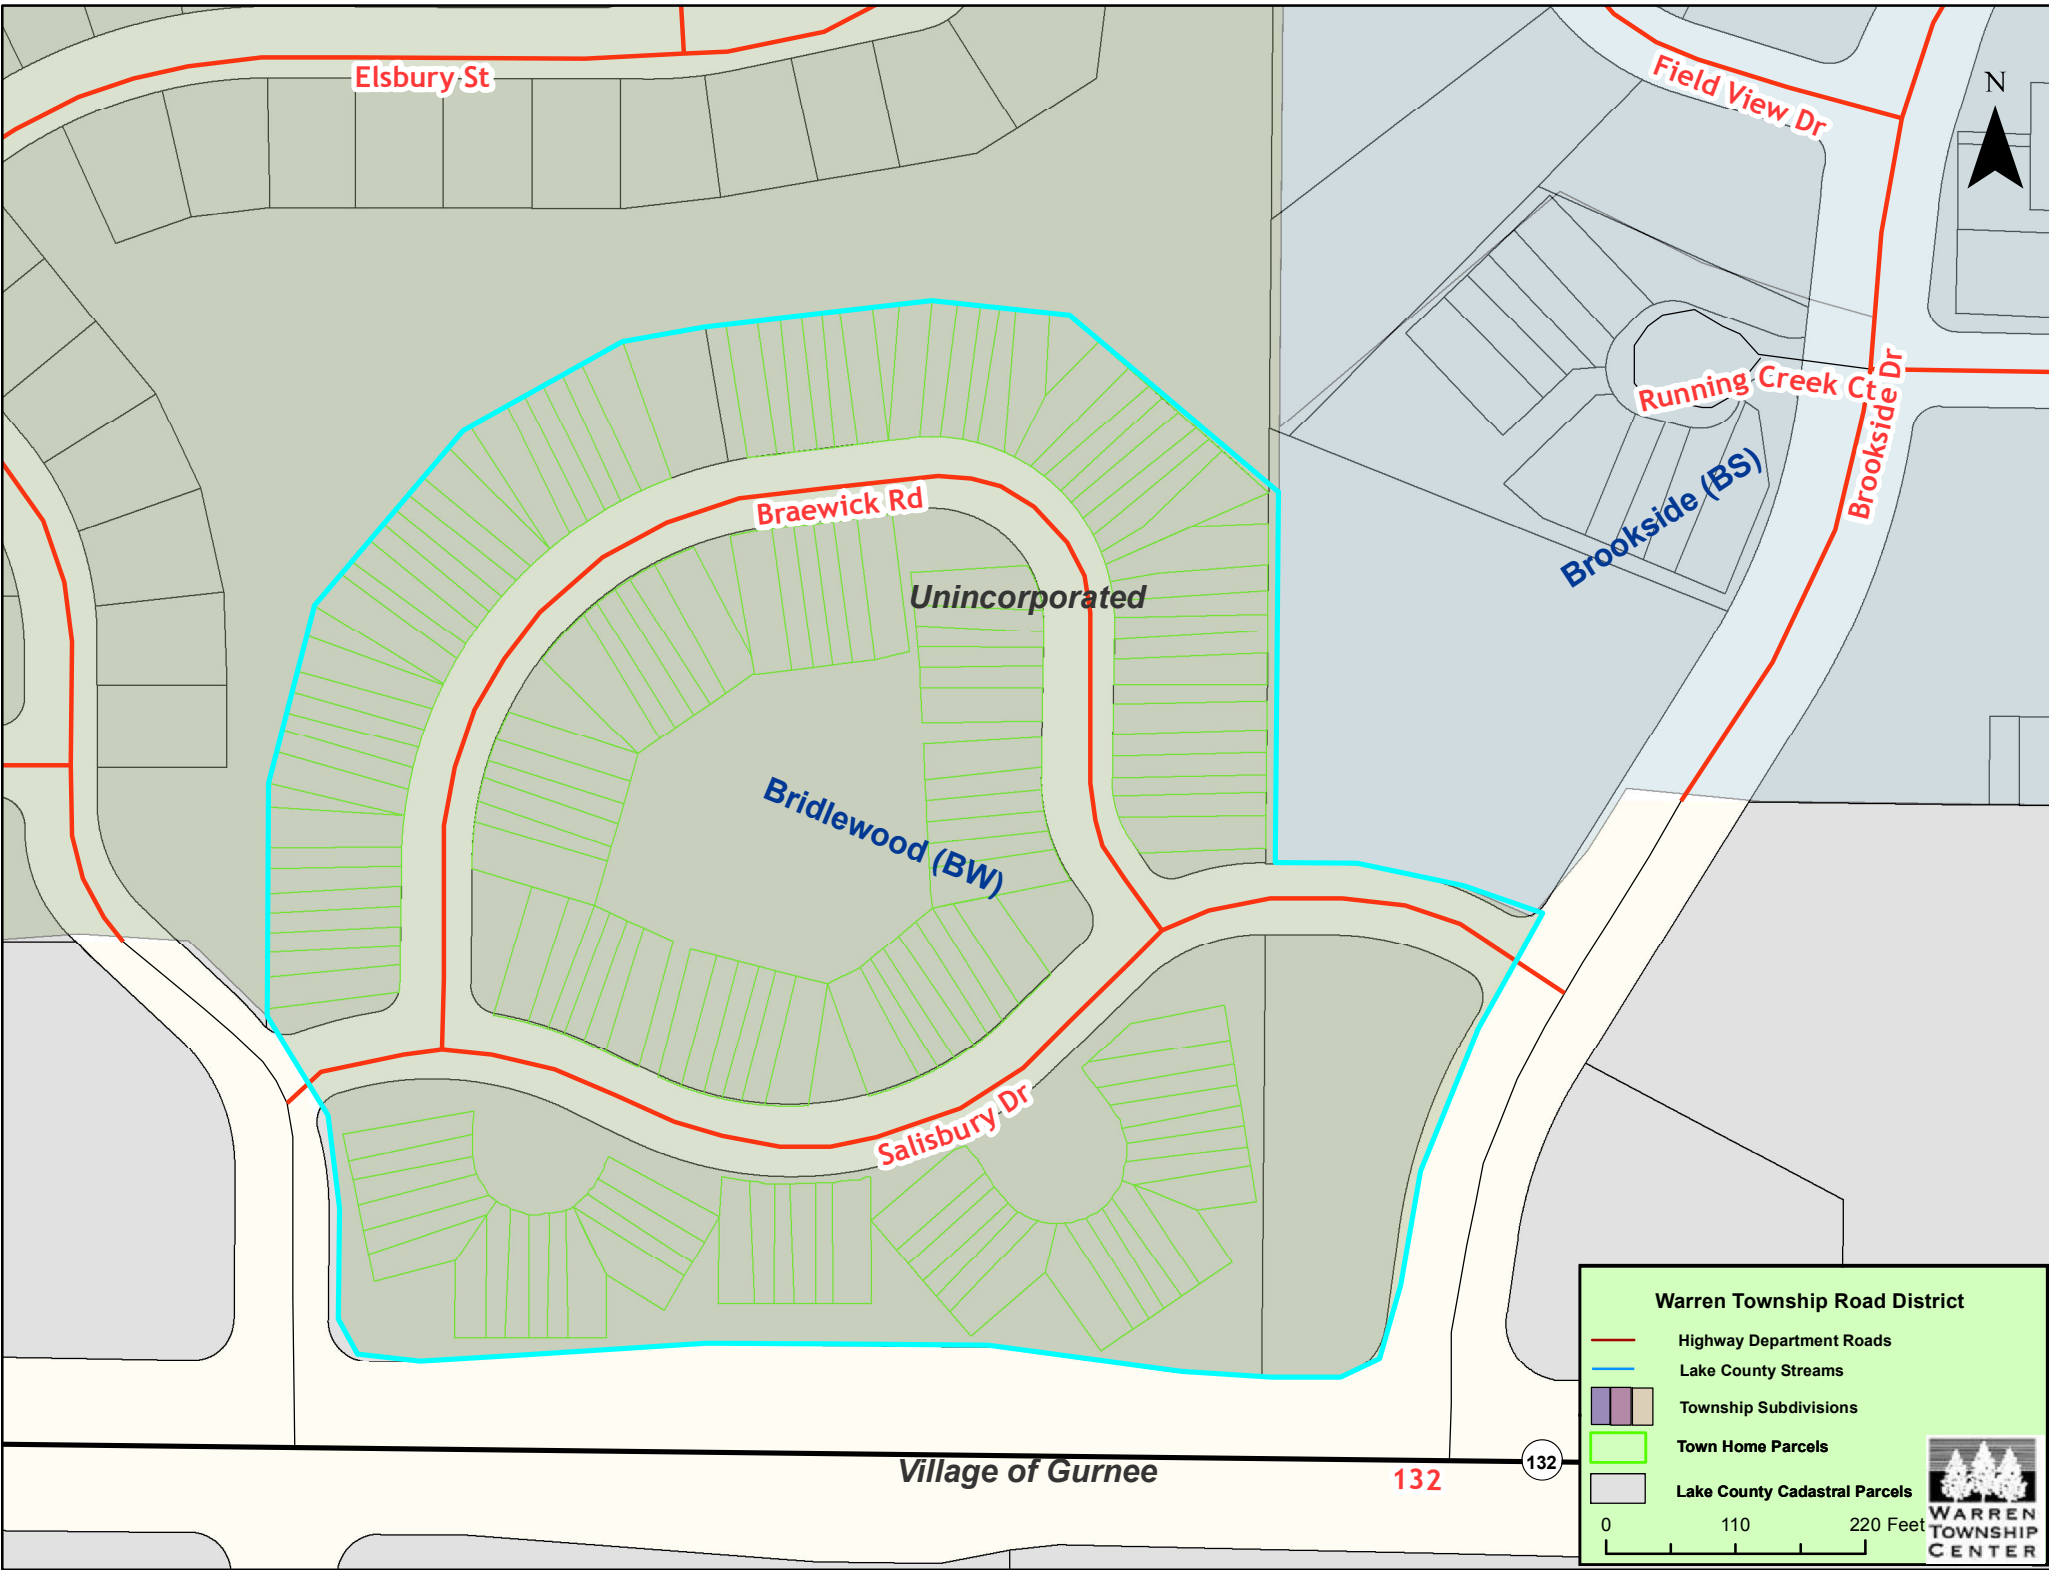 Elsbury St
Field View Dr
N
Running Creek Ct
Brookside Dr
Brookside (BS)
Braewick Rd
Unincorporated
Bridlewood (BW)
Salisbury Dr
Village of Gurnee
132
132
Warren Township Road District
Highway Department Roads
Lake County Streams
Township Subdivisions
Town Home Parcels
Lake County Cadastral Parcels
0 110 220 Feet
WARREN
TOWNSHIP
CENTER